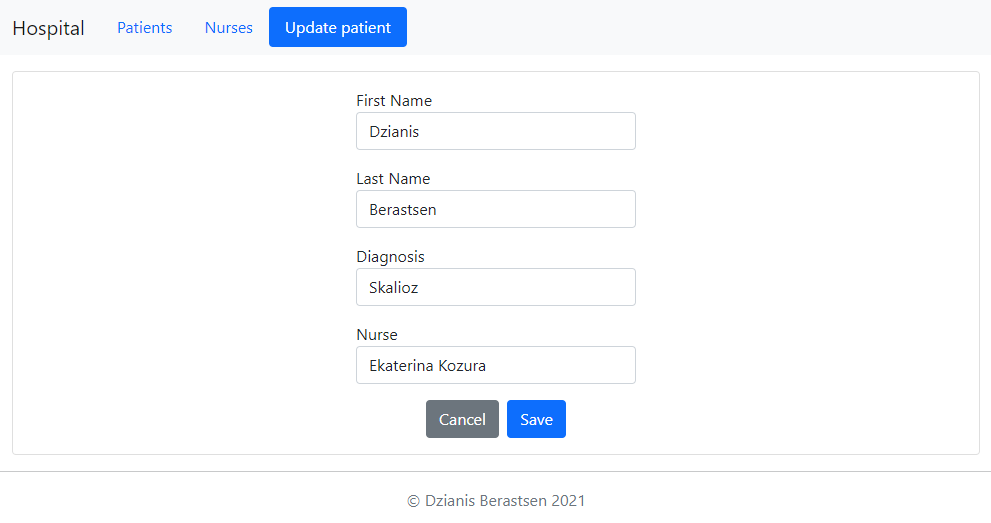 Hospital Patients Nurses Update patient
First Name
Dzianis
Last Name
Berastsen
Diagnosis
Skalioz
Nurse
Ekaterina Kozura
Cancel Save
© Dzianis Berastsen 2021